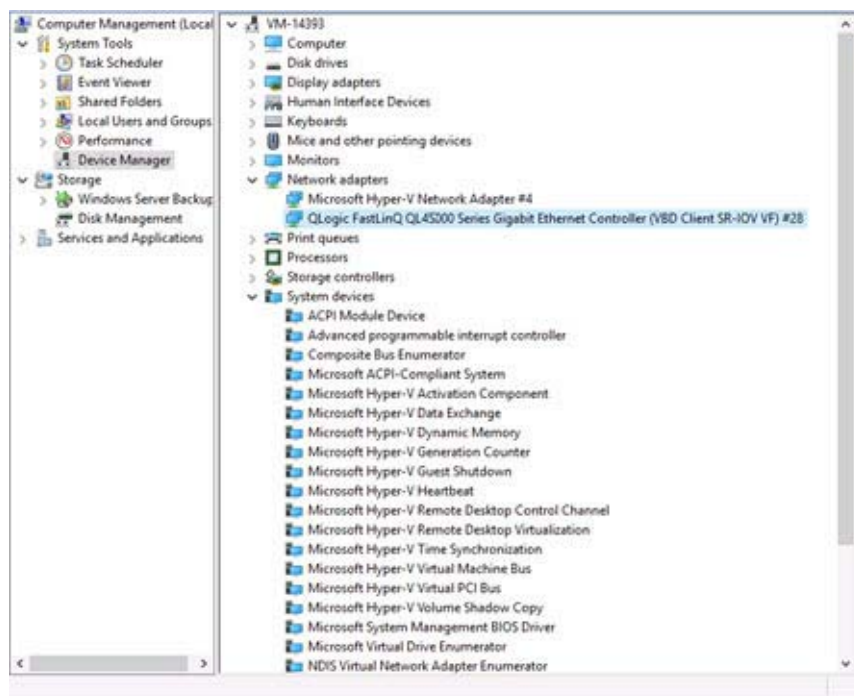 Computer Management (Local
System Tools
Task Scheduler
Event Viewer
Shared Folders
Local Users and Groups
Performance
Device Manager
Storage
Windows Server Backup
Disk Management
Services and Applications
VM-14393
Computer
Disk drives
Display adapters
Human Interface Devices
Keyboards
Mice and other pointing devices
Monitors
Network adapters
Microsoft Hyper-V Network Adapter #4
QLogic FastLinQ QL45000 Series Gigabit Ethernet Controller (VBD Client SR-IOV VF) #28
Print queues
Processors
Storage controllers
System devices
ACPI Module Device
Advanced programmable interrupt controller
Composite Bus Enumerator
Microsoft ACPI-Compliant System
Microsoft Hyper-V Activation Component
Microsoft Hyper-V Data Exchange
Microsoft Hyper-V Dynamic Memory
Microsoft Hyper-V Generation Counter
Microsoft Hyper-V Guest Shutdown
Microsoft Hyper-V Heartbeat
Microsoft Hyper-V Remote Desktop Control Channel
Microsoft Hyper-V Remote Desktop Virtualization
Microsoft Hyper-V Time Synchronization
Microsoft Hyper-V Virtual Machine Bus
Microsoft Hyper-V Virtual PCI Bus
Microsoft Hyper-V Volume Shadow Copy
Microsoft System Management BIOS Driver
Microsoft Virtual Drive Enumerator
NDIS Virtual Network Adapter Enumerator